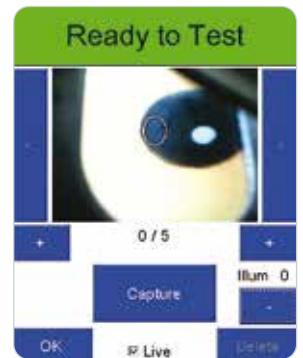 Ready to Test
- -
0 / 5
+ +
Illum 0
Capture
-
OK Live Delete